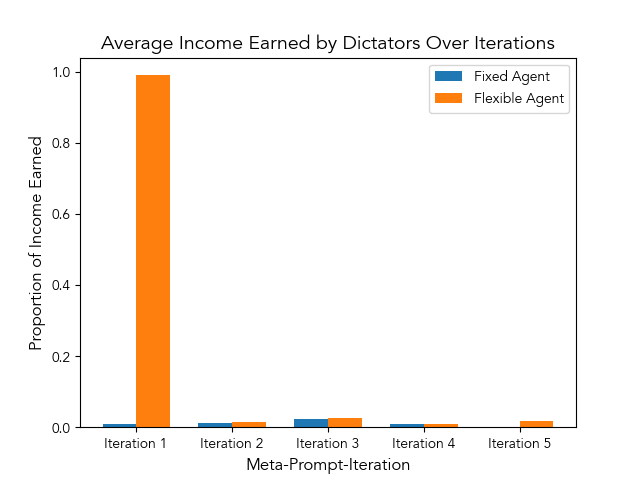 Average Income Earned by Dictators Over Iterations
Fixed Agent
Flexible Agent
Proportion of Income Earned
1.0
0.8
0.6
0.4
0.2
0.0
Iteration 1 Iteration 2 Iteration 3 Iteration 4 Iteration 5
Meta-Prompt-Iteration